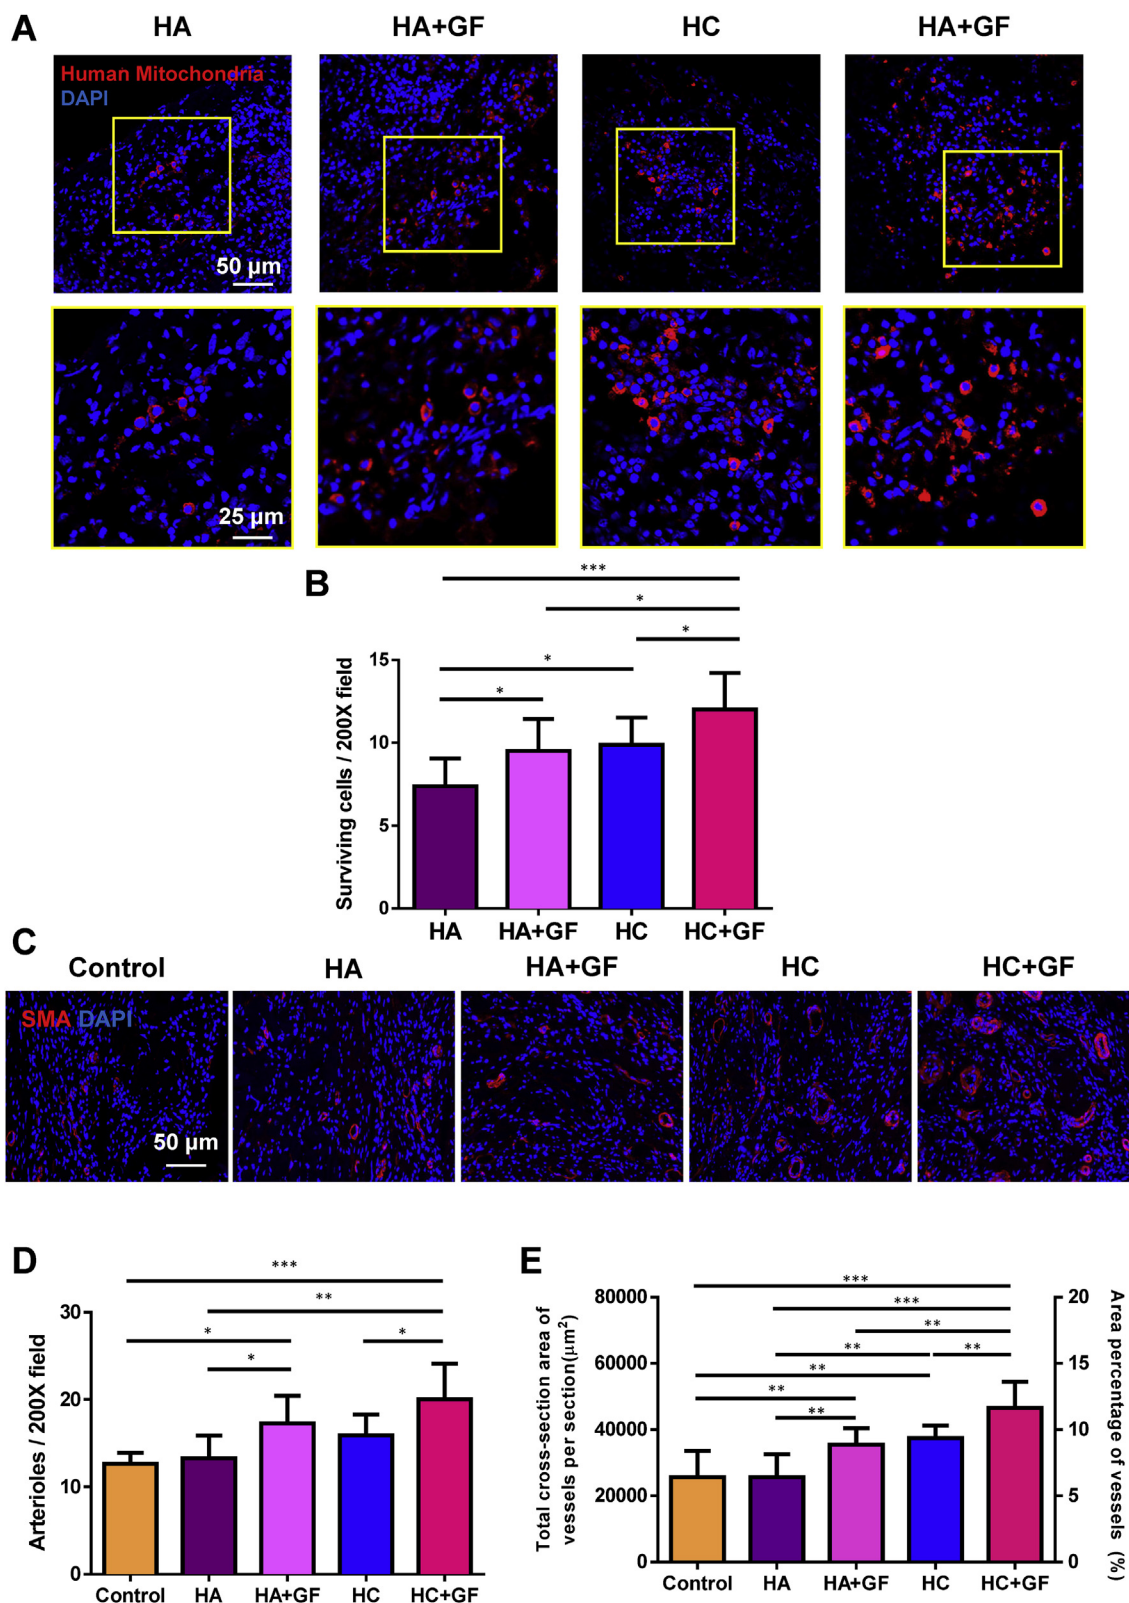 A
HA
HA+GF
HC
HA+GF
Human Mitochondria
DAPI
50 µm
25 µm
B
***
*
*
*
*
Surviving cells / 200X field
15
10
5
0
HA
HA+GF
HC
HC+GF
C
Control
HA
HA+GF
HC
HC+GF
SMA DAPI
50 µm
D
***
**
*
*
*
Arterioles / 200X field
30
20
10
0
Control
HA
HA+GF
HC
HC+GF
E
***
***
**
**
**
**
**
**
Total cross-section area of
vessels per section(µm²)
80000
60000
40000
20000
0
20
15
10
5
0
Area percentage of vessels (%)
Control
HA
HA+GF
HC
HC+GF